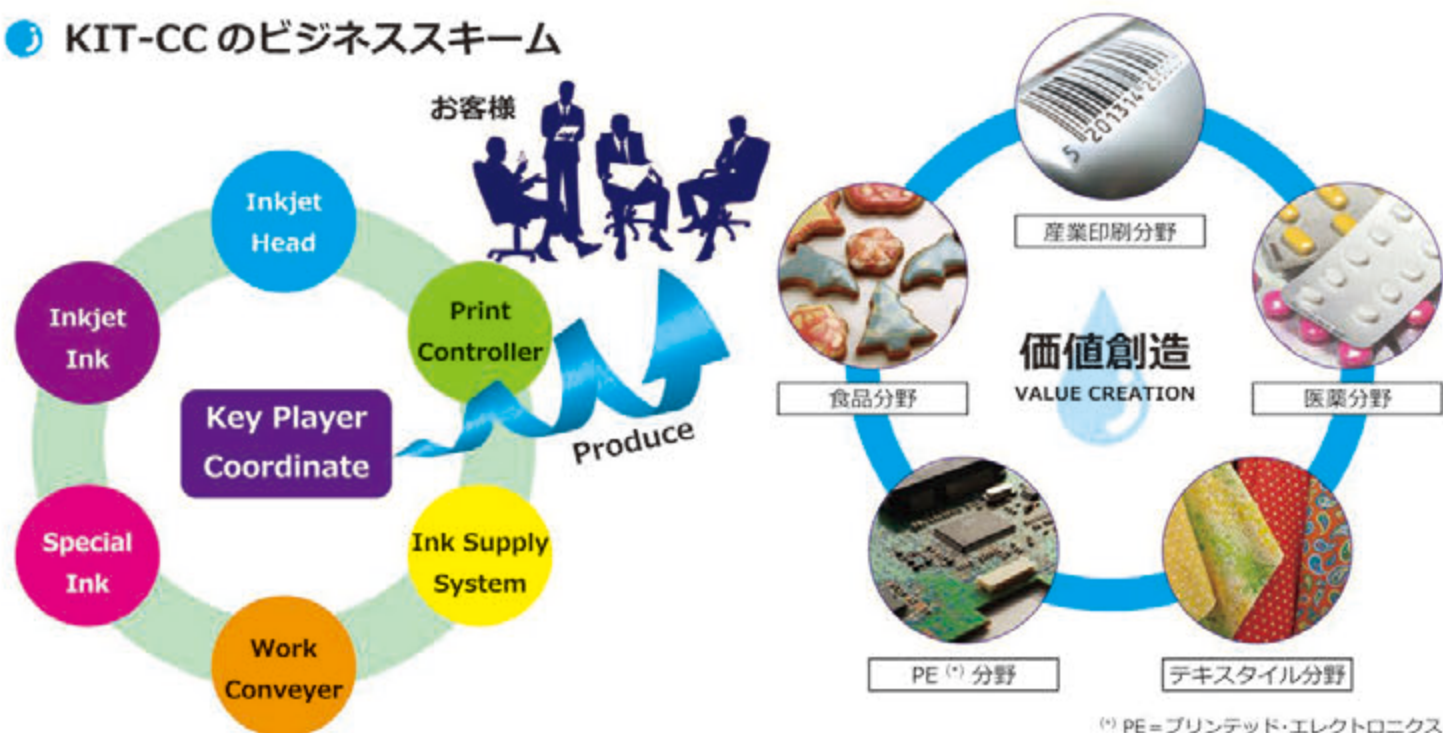 KIT-CC のビジネススキーム
お客様
Inkjet
Head
Inkjet
Ink
Print
Controller
Key Player
Coordinate
Produce
Special
Ink
Ink Supply
System
Work
Conveyer
産業印刷分野
食品分野
医薬分野
価値創造
VALUE CREATION
PE (*) 分野
テキスタイル分野
(*) PE=プリンテッド・エレクトロニクス